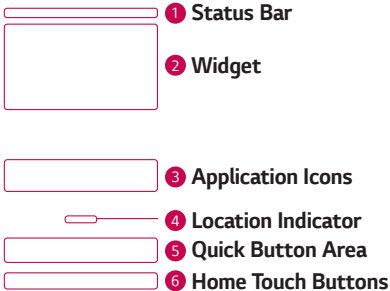 1 Status Bar
2 Widget
3 Application Icons
4 Location Indicator
5 Quick Button Area
6 Home Touch Buttons